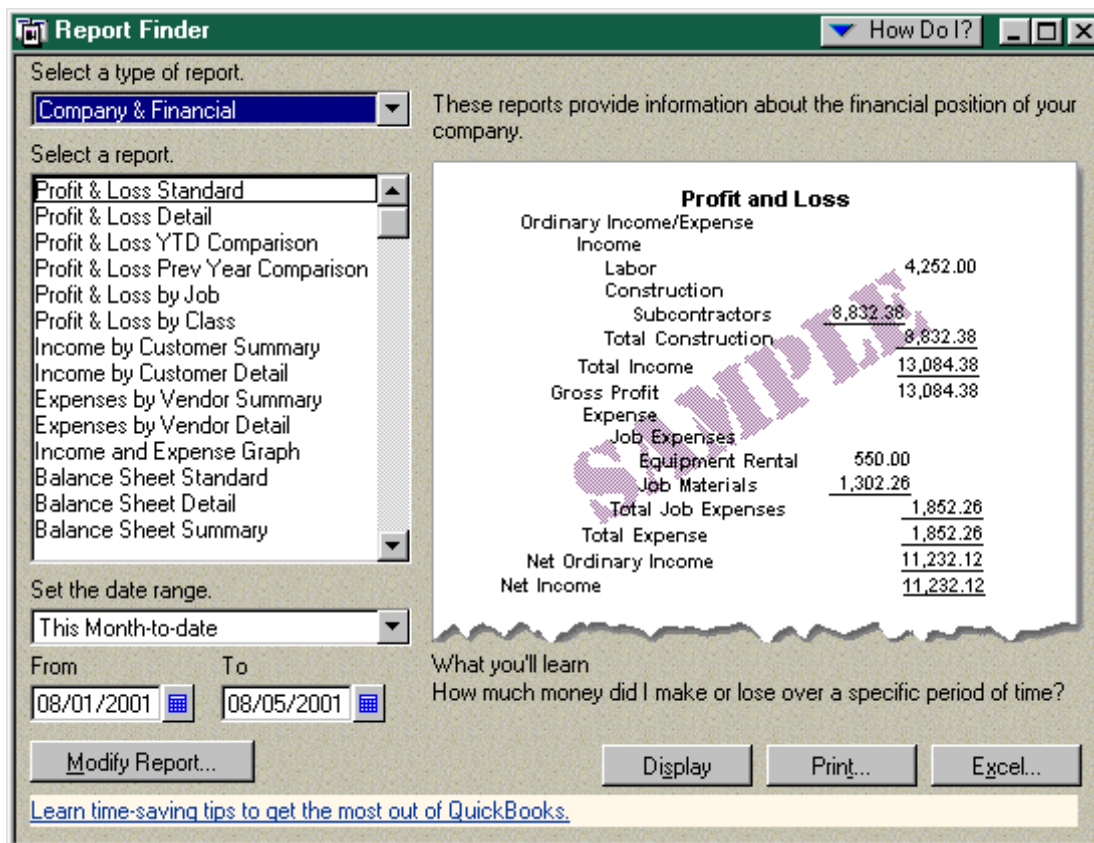 Report Finder
How Do I?
Select a type of report.
Company & Financial
Select a report.
Profit & Loss Standard
Profit & Loss Detail
Profit & Loss YTD Comparison
Profit & Loss Prev Year Comparison
Profit & Loss by Job
Profit & Loss by Class
Income by Customer Summary
Income by Customer Detail
Expenses by Vendor Summary
Expenses by Vendor Detail
Income and Expense Graph
Balance Sheet Standard
Balance Sheet Detail
Balance Sheet Summary
Set the date range.
This Month-to-date
From To
08/01/2001 08/05/2001
Modify Report...
These reports provide information about the financial position of your
company.
Profit and Loss
Ordinary Income/Expense
Income
Labor 4,252.00
Construction
Subcontractors 8,832.38
Total Construction 8,832.38
Total Income 13,084.38
Gross Profit 13,084.38
Expense
Job Expenses
Equipment Rental 550.00
Job Materials 1,302.26
Total Job Expenses 1,852.26
Total Expense 1,852.26
Net Ordinary Income 11,232.12
Net Income 11,232.12
SAMPLE
What you'll learn
How much money did I make or lose over a specific period of time?
Display Print... Excel...
Learn time-saving tips to get the most out of QuickBooks.